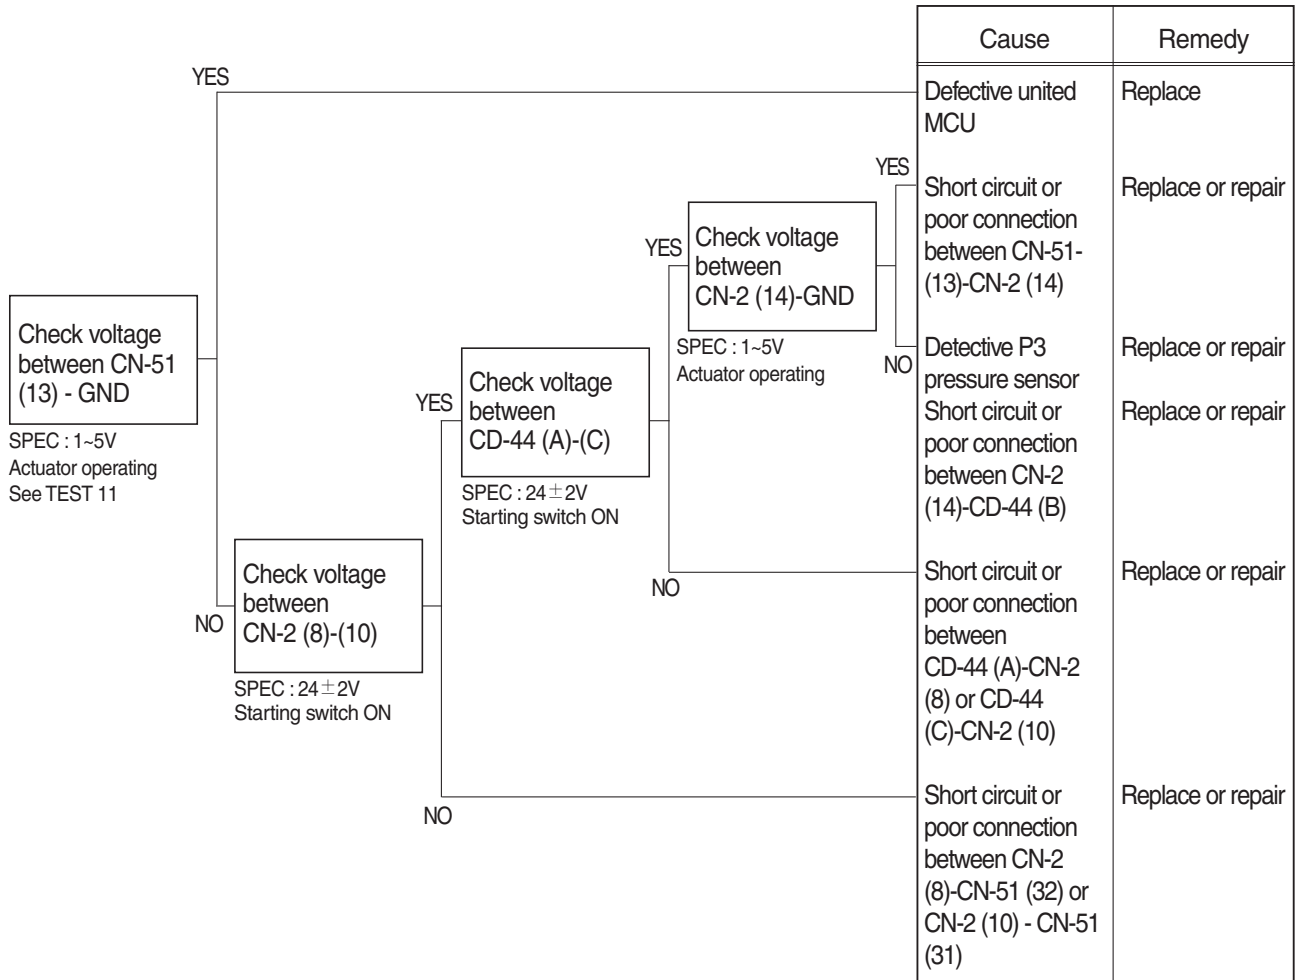 Cause
Remedy
YES
Defective united
MCU
Replace
YES
Short circuit or
poor connection
between CN-51-
(13)-CN-2 (14)
Replace or repair
YES
Check voltage
between
CN-2 (14)-GND
SPEC : 1~5V
Actuator operating
NO
Detective P3
pressure sensor
Replace or repair
Short circuit or
poor connection
between CN-2
(14)-CD-44 (B)
Replace or repair
Check voltage
between CN-51
(13) - GND
SPEC : 1~5V
Actuator operating
See TEST 11
YES
Check voltage
between
CD-44 (A)-(C)
SPEC : 24±2V
Starting switch ON
NO
Short circuit or
poor connection
between
CD-44 (A)-CN-2
(8) or CD-44
(C)-CN-2 (10)
Replace or repair
NO
Check voltage
between
CN-2 (8)-(10)
SPEC : 24±2V
Starting switch ON
NO
Short circuit or
poor connection
between CN-2
(8)-CN-51 (32) or
CN-2 (10) - CN-51
(31)
Replace or repair